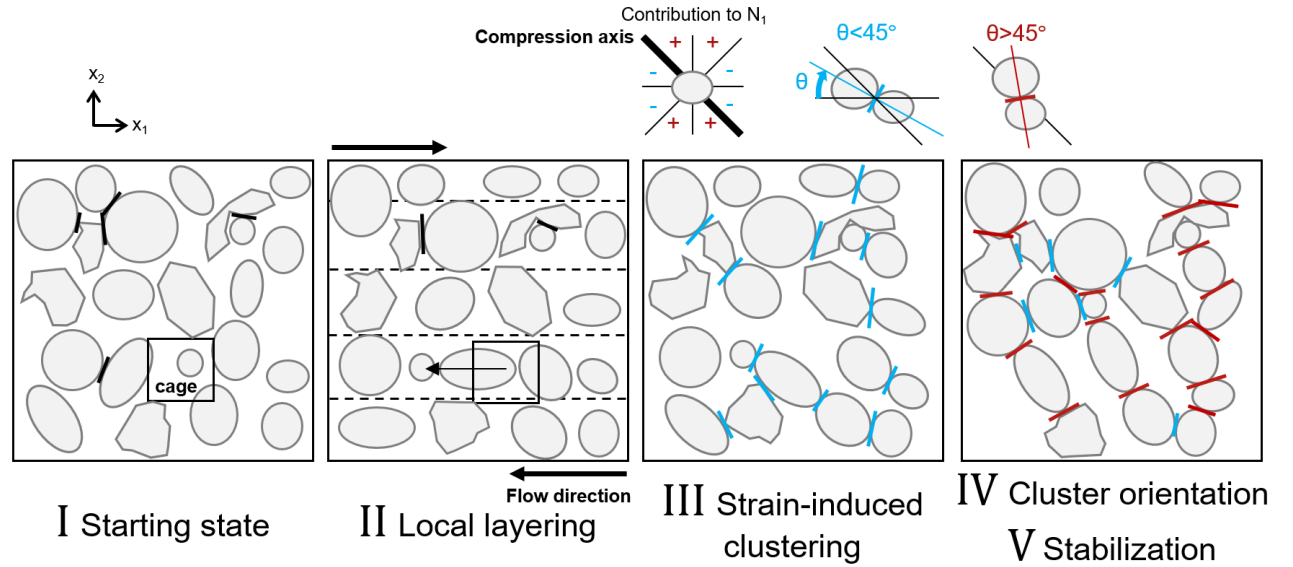 Contribution to N₁
Compression axis
+ +
- -
- -
+ +
θ<45°
θ
θ>45°
x₂
x₁
cage
Flow direction
I Starting state
II Local layering
III Strain-induced
clustering
IV Cluster orientation
V Stabilization